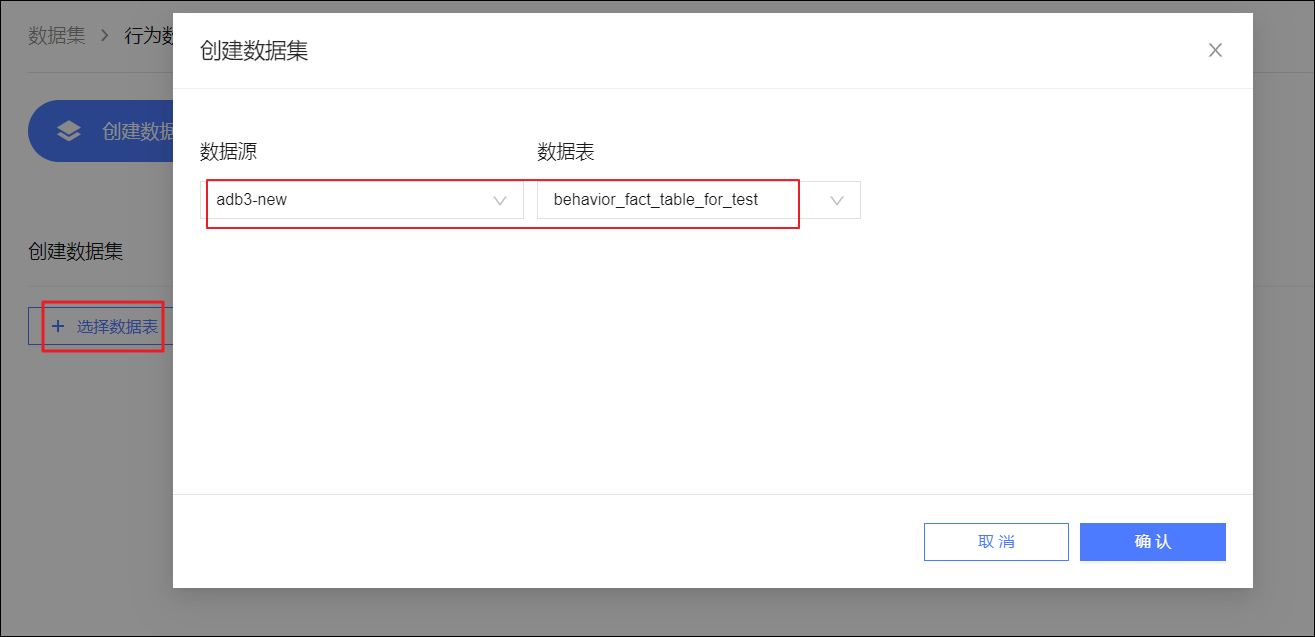 数据集 > 行为数
创建数据集
创建数据
数据源 数据表
adb3-new behavior_fact_table_for_test
创建数据集
+ 选择数据表
取 消 确 认